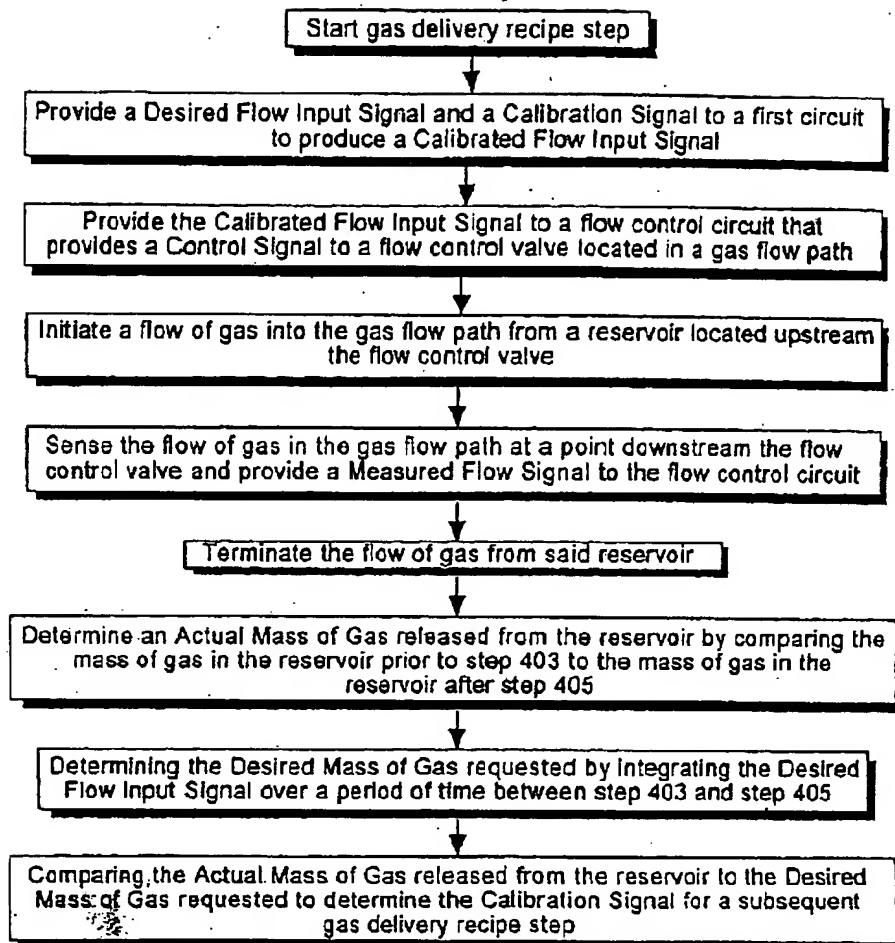 Start gas delivery recipe step
Provide a Desired Flow Input Signal and a Calibration Signal to a first circuit
to produce a Calibrated Flow Input Signal
Provide the Calibrated Flow Input Signal to a flow control circuit that
provides a Control Signal to a flow control valve located in a gas flow path
Initiate a flow of gas into the gas flow path from a reservoir located upstream
the flow control valve
Sense the flow of gas in the gas flow path at a point downstream the flow
control valve and provide a Measured Flow Signal to the flow control circuit
Terminate the flow of gas from said reservoir
Determine an Actual Mass of Gas released from the reservoir by comparing the
mass of gas in the reservoir prior to step 403 to the mass of gas in the
reservoir after step 405
Determining the Desired Mass of Gas requested by integrating the Desired
Flow Input Signal over a period of time between step 403 and step 405
Comparing the Actual Mass of Gas released from the reservoir to the Desired
Mass of Gas requested to determine the Calibration Signal for a subsequent
gas delivery recipe step